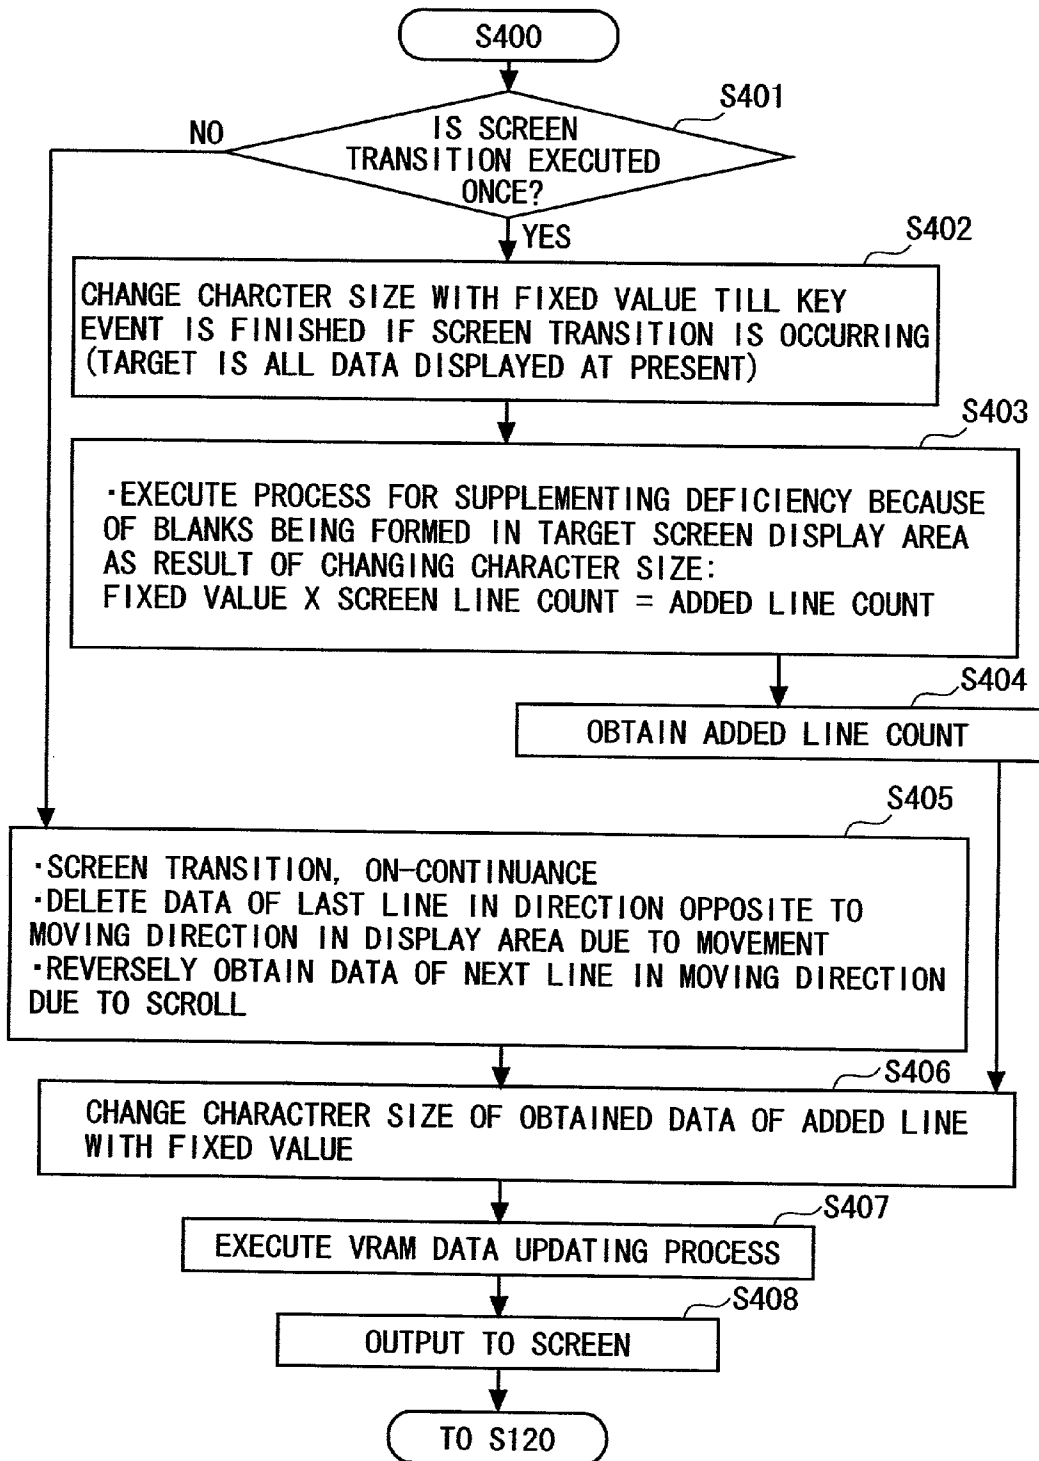 S400
S401
NO
IS SCREEN
TRANSITION EXECUTED
ONCE?
YES
S402
CHANGE CHARCTER SIZE WITH FIXED VALUE TILL KEY
EVENT IS FINISHED IF SCREEN TRANSITION IS OCCURRING
(TARGET IS ALL DATA DISPLAYED AT PRESENT)
S403
·EXECUTE PROCESS FOR SUPPLEMENTING DEFICIENCY BECAUSE
OF BLANKS BEING FORMED IN TARGET SCREEN DISPLAY AREA
AS RESULT OF CHANGING CHARACTER SIZE:
FIXED VALUE X SCREEN LINE COUNT = ADDED LINE COUNT
S404
OBTAIN ADDED LINE COUNT
S405
·SCREEN TRANSITION, ON-CONTINUANCE
·DELETE DATA OF LAST LINE IN DIRECTION OPPOSITE TO
MOVING DIRECTION IN DISPLAY AREA DUE TO MOVEMENT
·REVERSELY OBTAIN DATA OF NEXT LINE IN MOVING DIRECTION
DUE TO SCROLL
S406
CHANGE CHARACTRER SIZE OF OBTAINED DATA OF ADDED LINE
WITH FIXED VALUE
S407
EXECUTE VRAM DATA UPDATING PROCESS
S408
OUTPUT TO SCREEN
TO S120